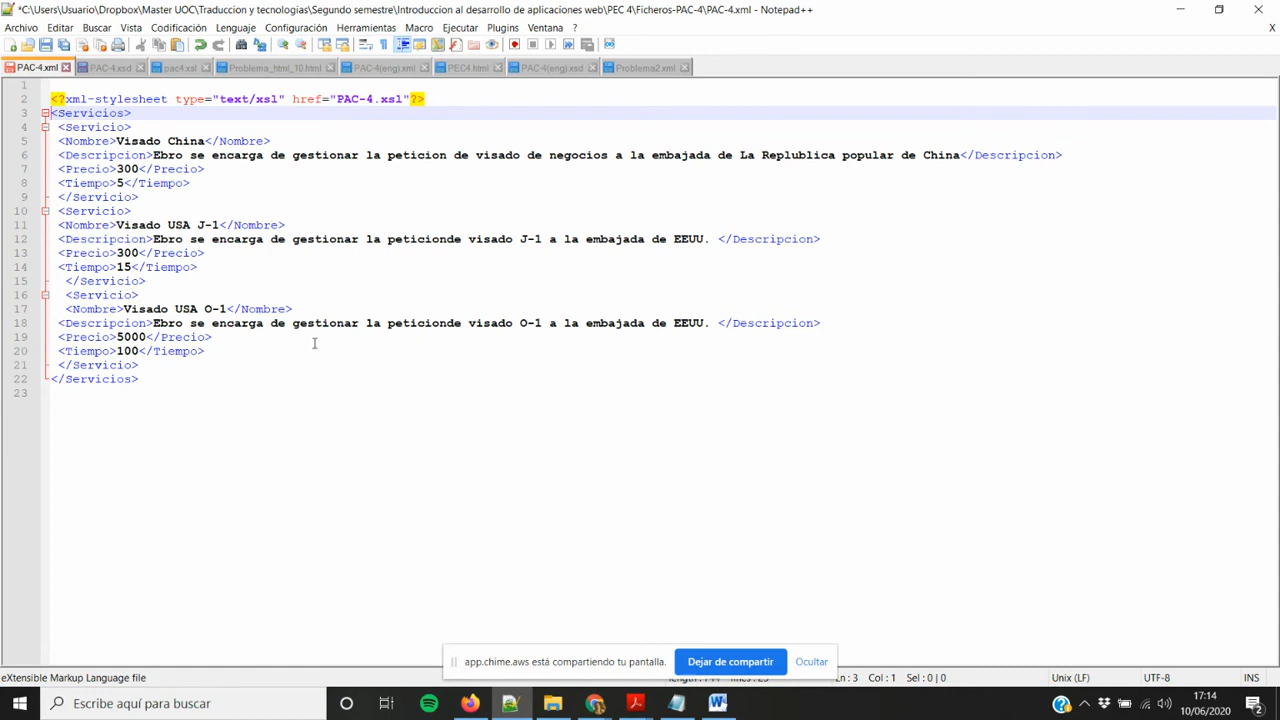 *C:\Users\Usuario\Dropbox\Master UOC\Traduccion y tecnologias\Segundo semestre\Introduccion al desarrollo de aplicaciones web\PEC 4\Ficheros-PAC-4\PAC-4.xml - Notepad++
Archivo Editar Buscar Vista Codificación Lenguaje Configuración Herramientas Macro Ejecutar Plugins Ventana ? X
PAC-4.xml PAC-4.xsd pac4.xsl Problema_html_10.html PAC-4(eng).xml PEC4.html PAC-4(eng).xsd Problema2.xml
1
2 <?xml-stylesheet type="text/xsl" href="PAC-4.xsl"?>
3 <Servicios>
4 <Servicio>
5 <Nombre>Visado China</Nombre>
6 <Descripcion>Ebro se encarga de gestionar la peticion de visado de negocios a la embajada de La Replublica popular de China</Descripcion>
7 <Precio>300</Precio>
8 <Tiempo>5</Tiempo>
9 </Servicio>
10 <Servicio>
11 <Nombre>Visado USA J-1</Nombre>
12 <Descripcion>Ebro se encarga de gestionar la peticionde visado J-1 a la embajada de EEUU. </Descripcion>
13 <Precio>300</Precio>
14 <Tiempo>15</Tiempo>
15 </Servicio>
16 <Servicio>
17 <Nombre>Visado USA O-1</Nombre>
18 <Descripcion>Ebro se encarga de gestionar la peticionde visado O-1 a la embajada de EEUU. </Descripcion>
19 <Precio>5000</Precio>
20 <Tiempo>100</Tiempo>
21 </Servicio>
22 </Servicios>
23
app.chime.aws está compartiendo tu pantalla. Dejar de compartir Ocultar
eXtensible Markup Language file Ln : 3 Col : 1 Sel : 0 | 0 Unix (LF) UTF-8 INS
Escribe aquí para buscar
17:14
10/06/2020
2